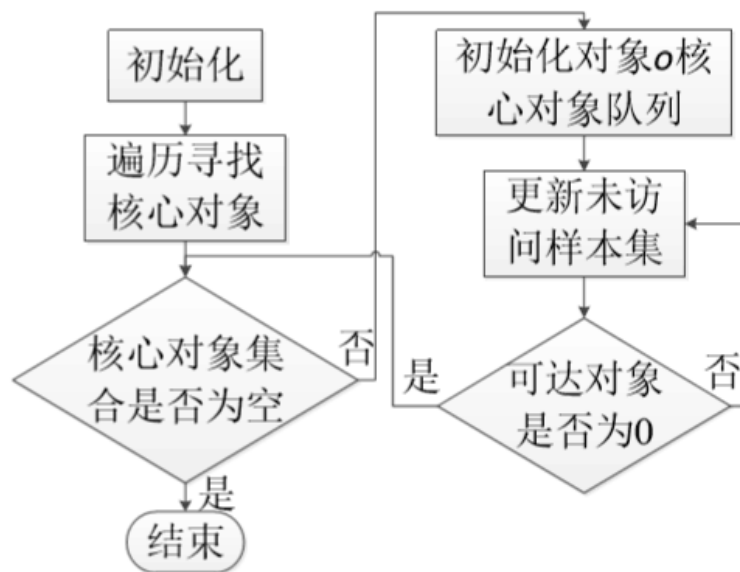 初始化
遍历寻找
核心对象
核心对象集
合是否为空
否
是
结束
初始化对象o核
心对象队列
更新未访
问样本集
可达对象
是否为0
是
否